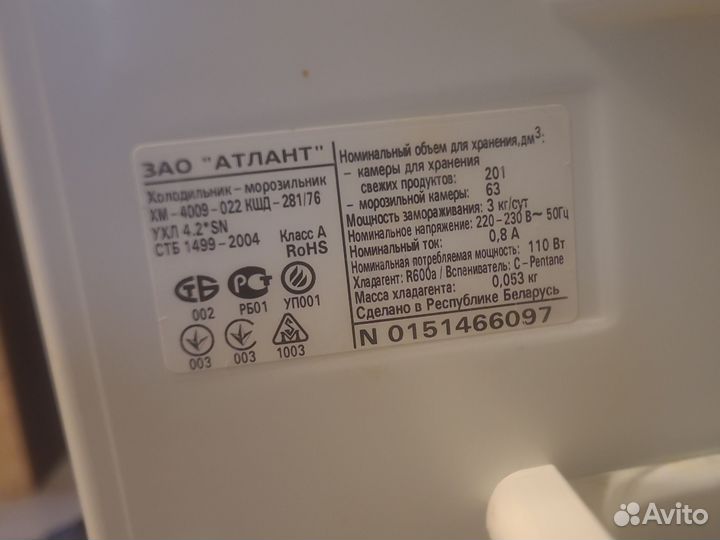 ЗАО "АТЛАНТ"
Холодильник-морозильник
ХМ-4009-022 КШД-281/76
УХЛ 4.2*SN
СТБ 1499-2004
Класс А
RoHS
002
РБ01
УП001
003
003
1003
Номинальный объем для хранения,дм³:
- камеры для хранения
свежих продуктов: 201
- морозильной камеры: 63
Мощность замораживания: 3 кг/сут
Номинальное напряжение: 220-230 В~ 50Гц
Номинальный ток: 0,8 А
Номинальная потребляемая мощность: 110 Вт
Хладагент: R600a / Вспениватель: C-Pentane
Масса хладагента: 0,053 кг
Сделано в Республике Беларусь
N 0151466097
Avito